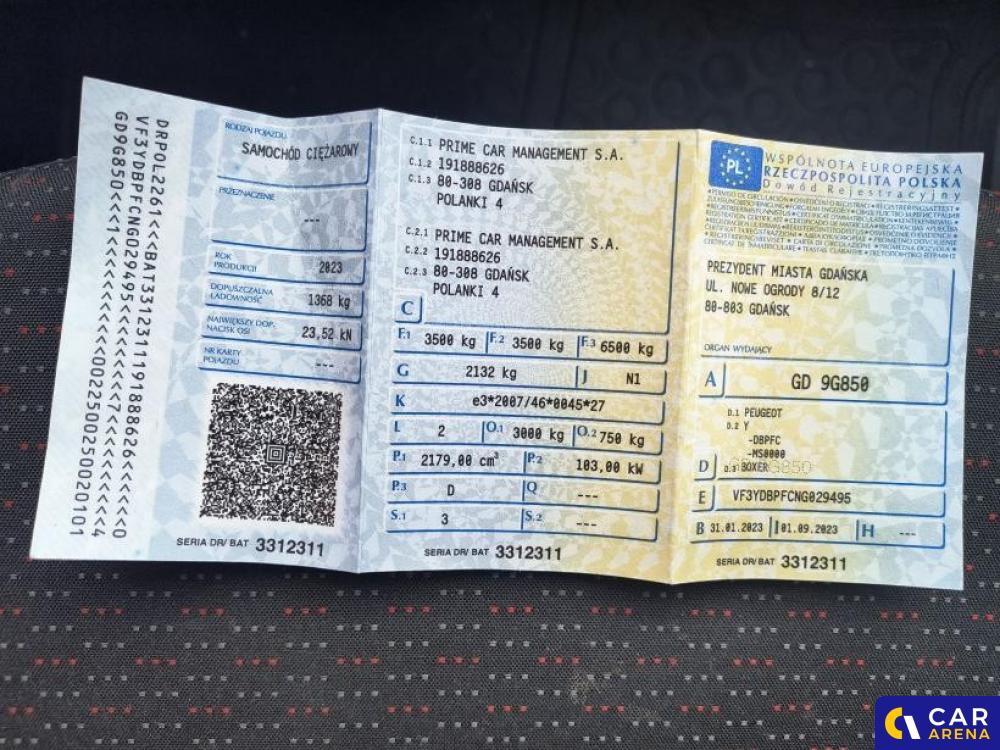 DRPOL2261<<BAT33123111191888626<<<<<<0
VF3YDBPFCNG029495<<<<<<7<<<<<<<<<<<<<4
GD9G850<<<1<<<<<<<<<<<<002500250020101
RODZAJ POJAZDU
SAMOCHÓD CIĘŻAROWY
PRZEZNACZENIE
---
ROK
PRODUKCJI 2023
DOPUSZCZALNA
ŁADOWNOŚĆ 1368 kg
NAJWIĘKSZY DOP.
NACISK OSI 23,52 kN
NR KARTY
POJAZDU ---
SERIA DR/ BAT 3312311
C.1.1 PRIME CAR MANAGEMENT S.A.
C.1.2 191888626
C.1.3 80-308 GDAŃSK
POLANKI 4
C.2.1 PRIME CAR MANAGEMENT S.A.
C.2.2 191888626
C.2.3 80-308 GDAŃSK
POLANKI 4
C
F.1 3500 kg F.2 3500 kg F.3 6500 kg
G 2132 kg J N1
K e3*2007/46*0045*27
L 2 O.1 3000 kg O.2 750 kg
P.1 2179,00 cm³ P.2 103,00 kW
P.3 D Q ---
S.1 3 S.2 ---
SERIA DR/ BAT 3312311
PL
WSPÓLNOTA EUROPEJSKA
RZECZPOSPOLITA POLSKA
Dowód Rejestracyjny
PREZYDENT MIASTA GDAŃSKA
UL. NOWE OGRODY 8/12
80-803 GDAŃSK
ORGAN WYDAJĄCY
A GD 9G850
D.1 PEUGEOT
D.2 Y
-DBPFC
-MS0000
D D.3 BOXER
E VF3YDBPFCNG029495
B 31.01.2023 I 01.09.2023 H ---
SERIA DR/ BAT 3312311
CAR
ARENA